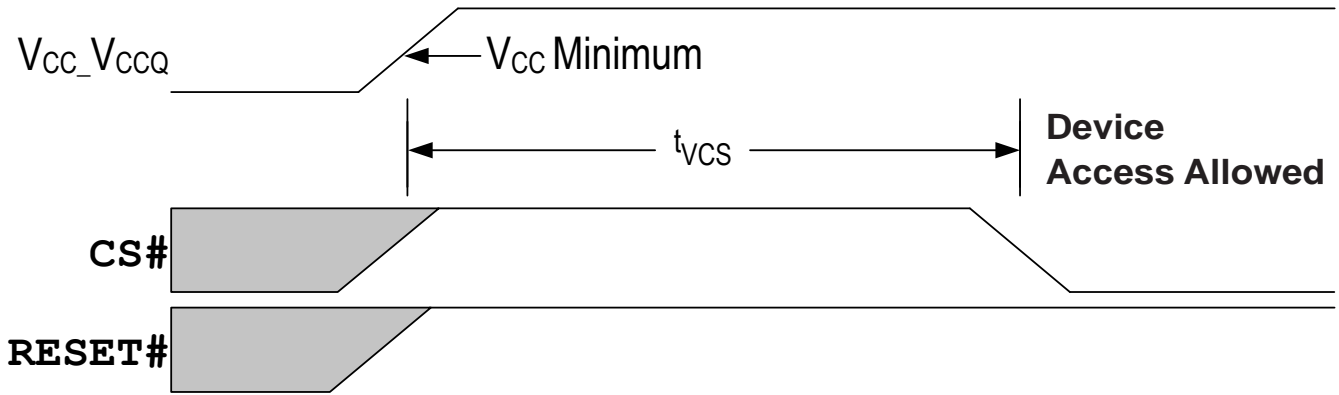 VCC_VCCQ
VCC Minimum
tVCS
Device
Access Allowed
CS#
RESET#